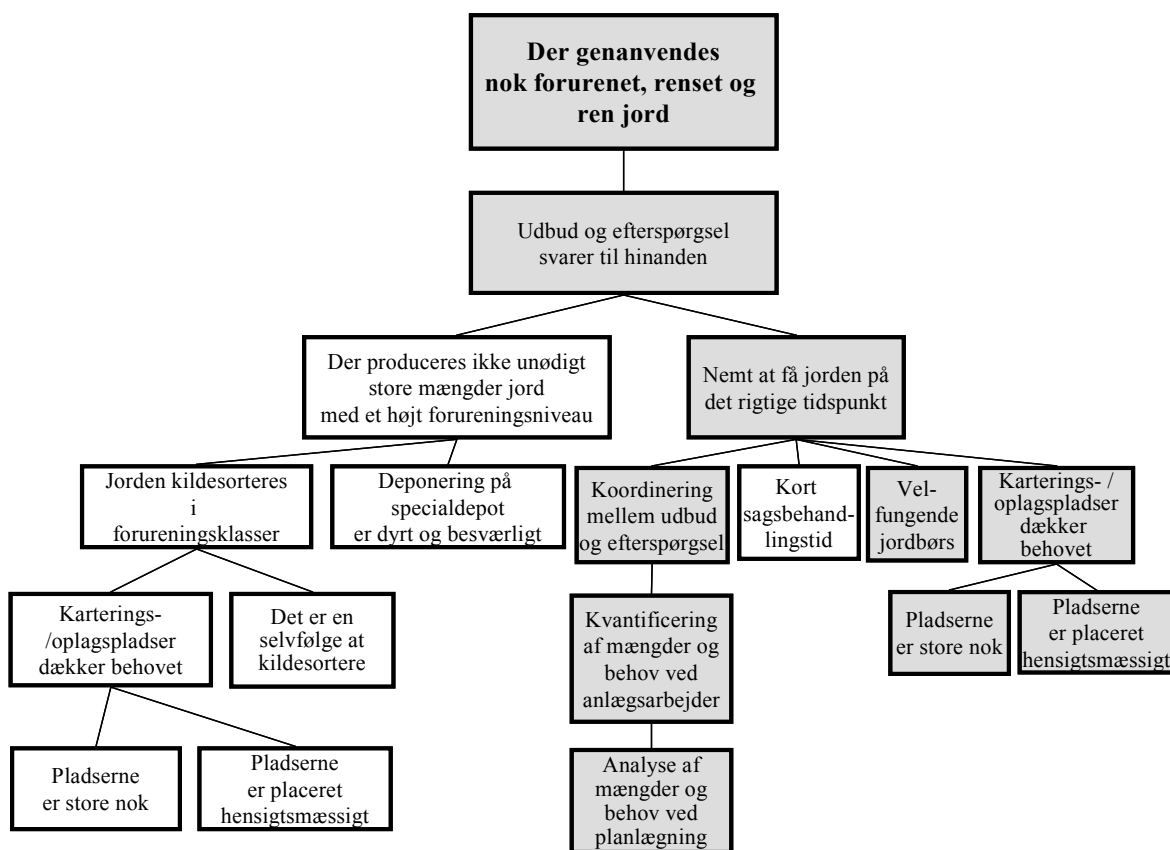 Der genanvendes
nok forurenet, renset og
ren jord
Udbud og efterspørgsel
svarer til hinanden
Der produceres ikke unødigt
store mængder jord
med et højt forureningsniveau
Nemt at få jorden på
det rigtige tidspunkt
Jorden kildesorteres
i
forureningsklasser
Deponering på
specialdepot
er dyrt og besværligt
Koordinering
mellem udbud
og efterspørgsel
Kort
sagsbehand-
lingstid
Vel-
fungende
jordbørs
Karterings- /
oplagspladser
dækker
behovet
Karterings-
/oplagspladser
dækker behovet
Det er en
selvfølge at
kildesortere
Kvantificering
af mængder og
behov ved
anlægsarbejder
Pladserne
er store nok
Pladserne
er placeret
hensigtsmæssigt
Pladserne
er store nok
Pladserne
er placeret
hensigtsmæssigt
Analyse af
mængder og
behov ved
planlægning